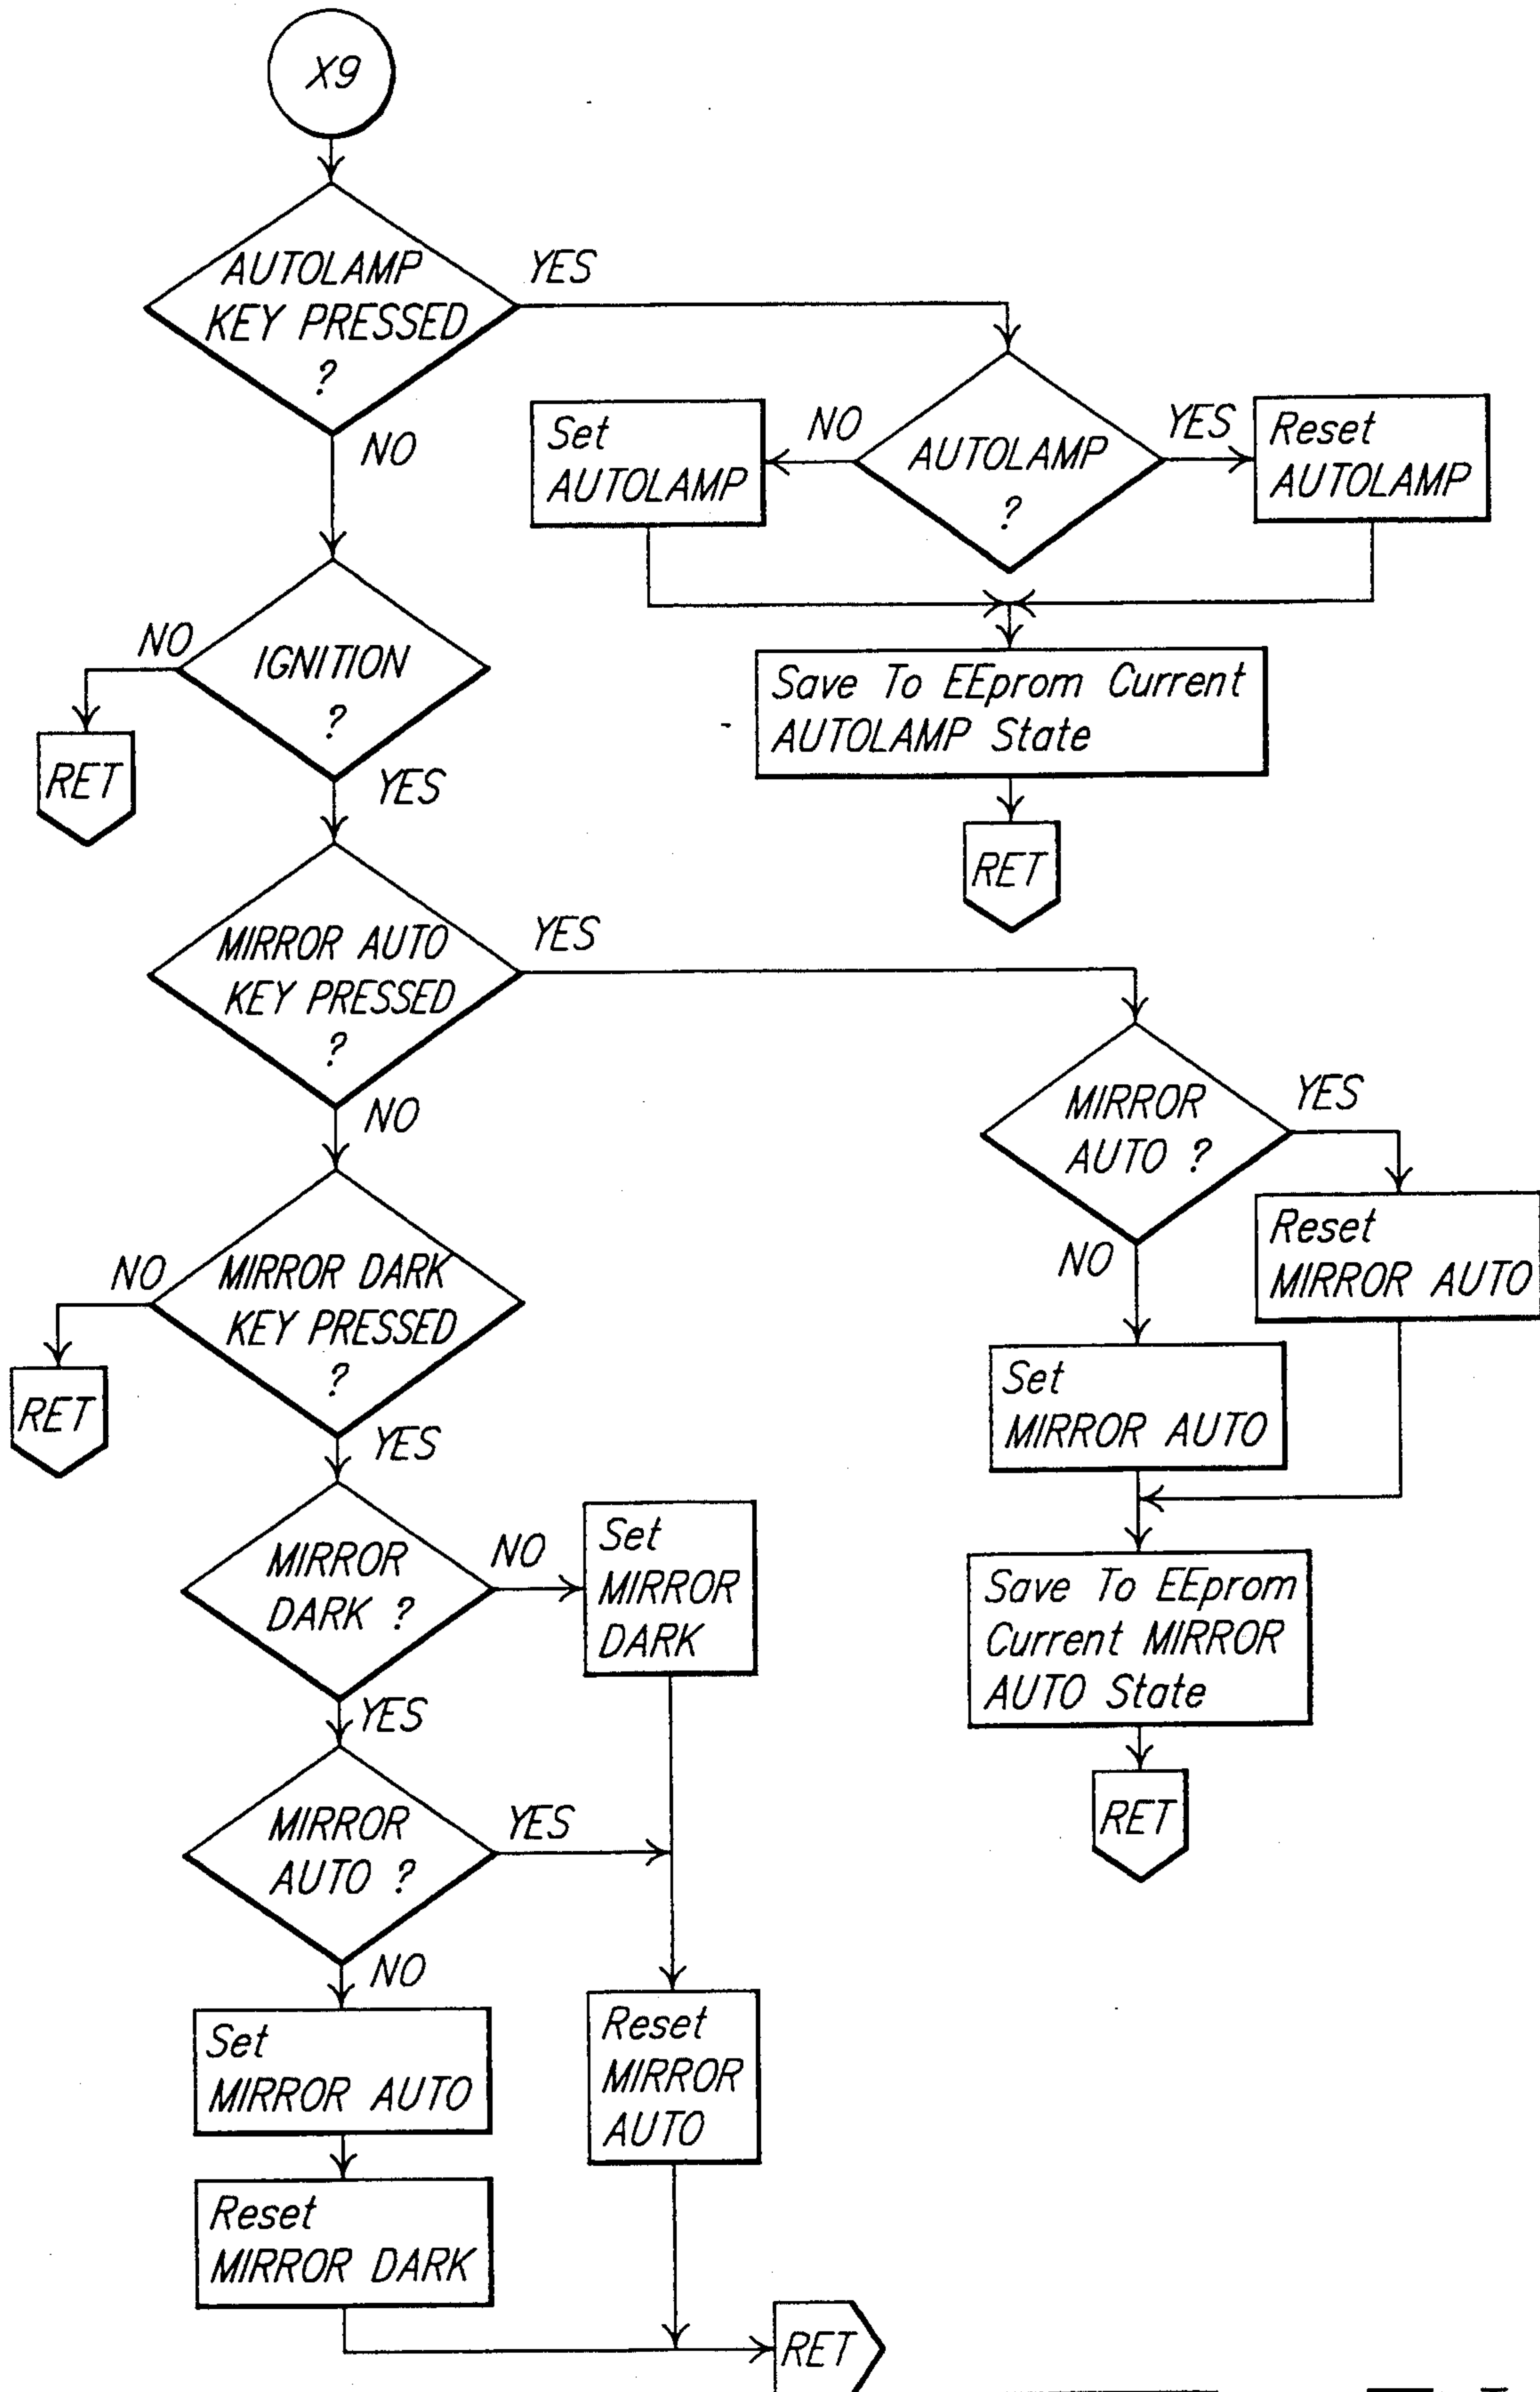 X9
AUTOLAMP
KEY PRESSED
?
YES
NO
Set
AUTOLAMP
NO
AUTOLAMP
?
YES
Reset
AUTOLAMP
Save To EEprom Current
AUTOLAMP State
RET
NO
IGNITION
?
RET
YES
MIRROR AUTO
KEY PRESSED
?
YES
NO
MIRROR
AUTO ?
YES
Reset
MIRROR AUTO
NO
Set
MIRROR AUTO
Save To EEprom
Current MIRROR
AUTO State
RET
NO
MIRROR DARK
KEY PRESSED
?
RET
YES
MIRROR
DARK ?
NO
Set
MIRROR
DARK
YES
MIRROR
AUTO ?
YES
NO
Set
MIRROR AUTO
Reset
MIRROR DARK
Reset
MIRROR
AUTO
RET